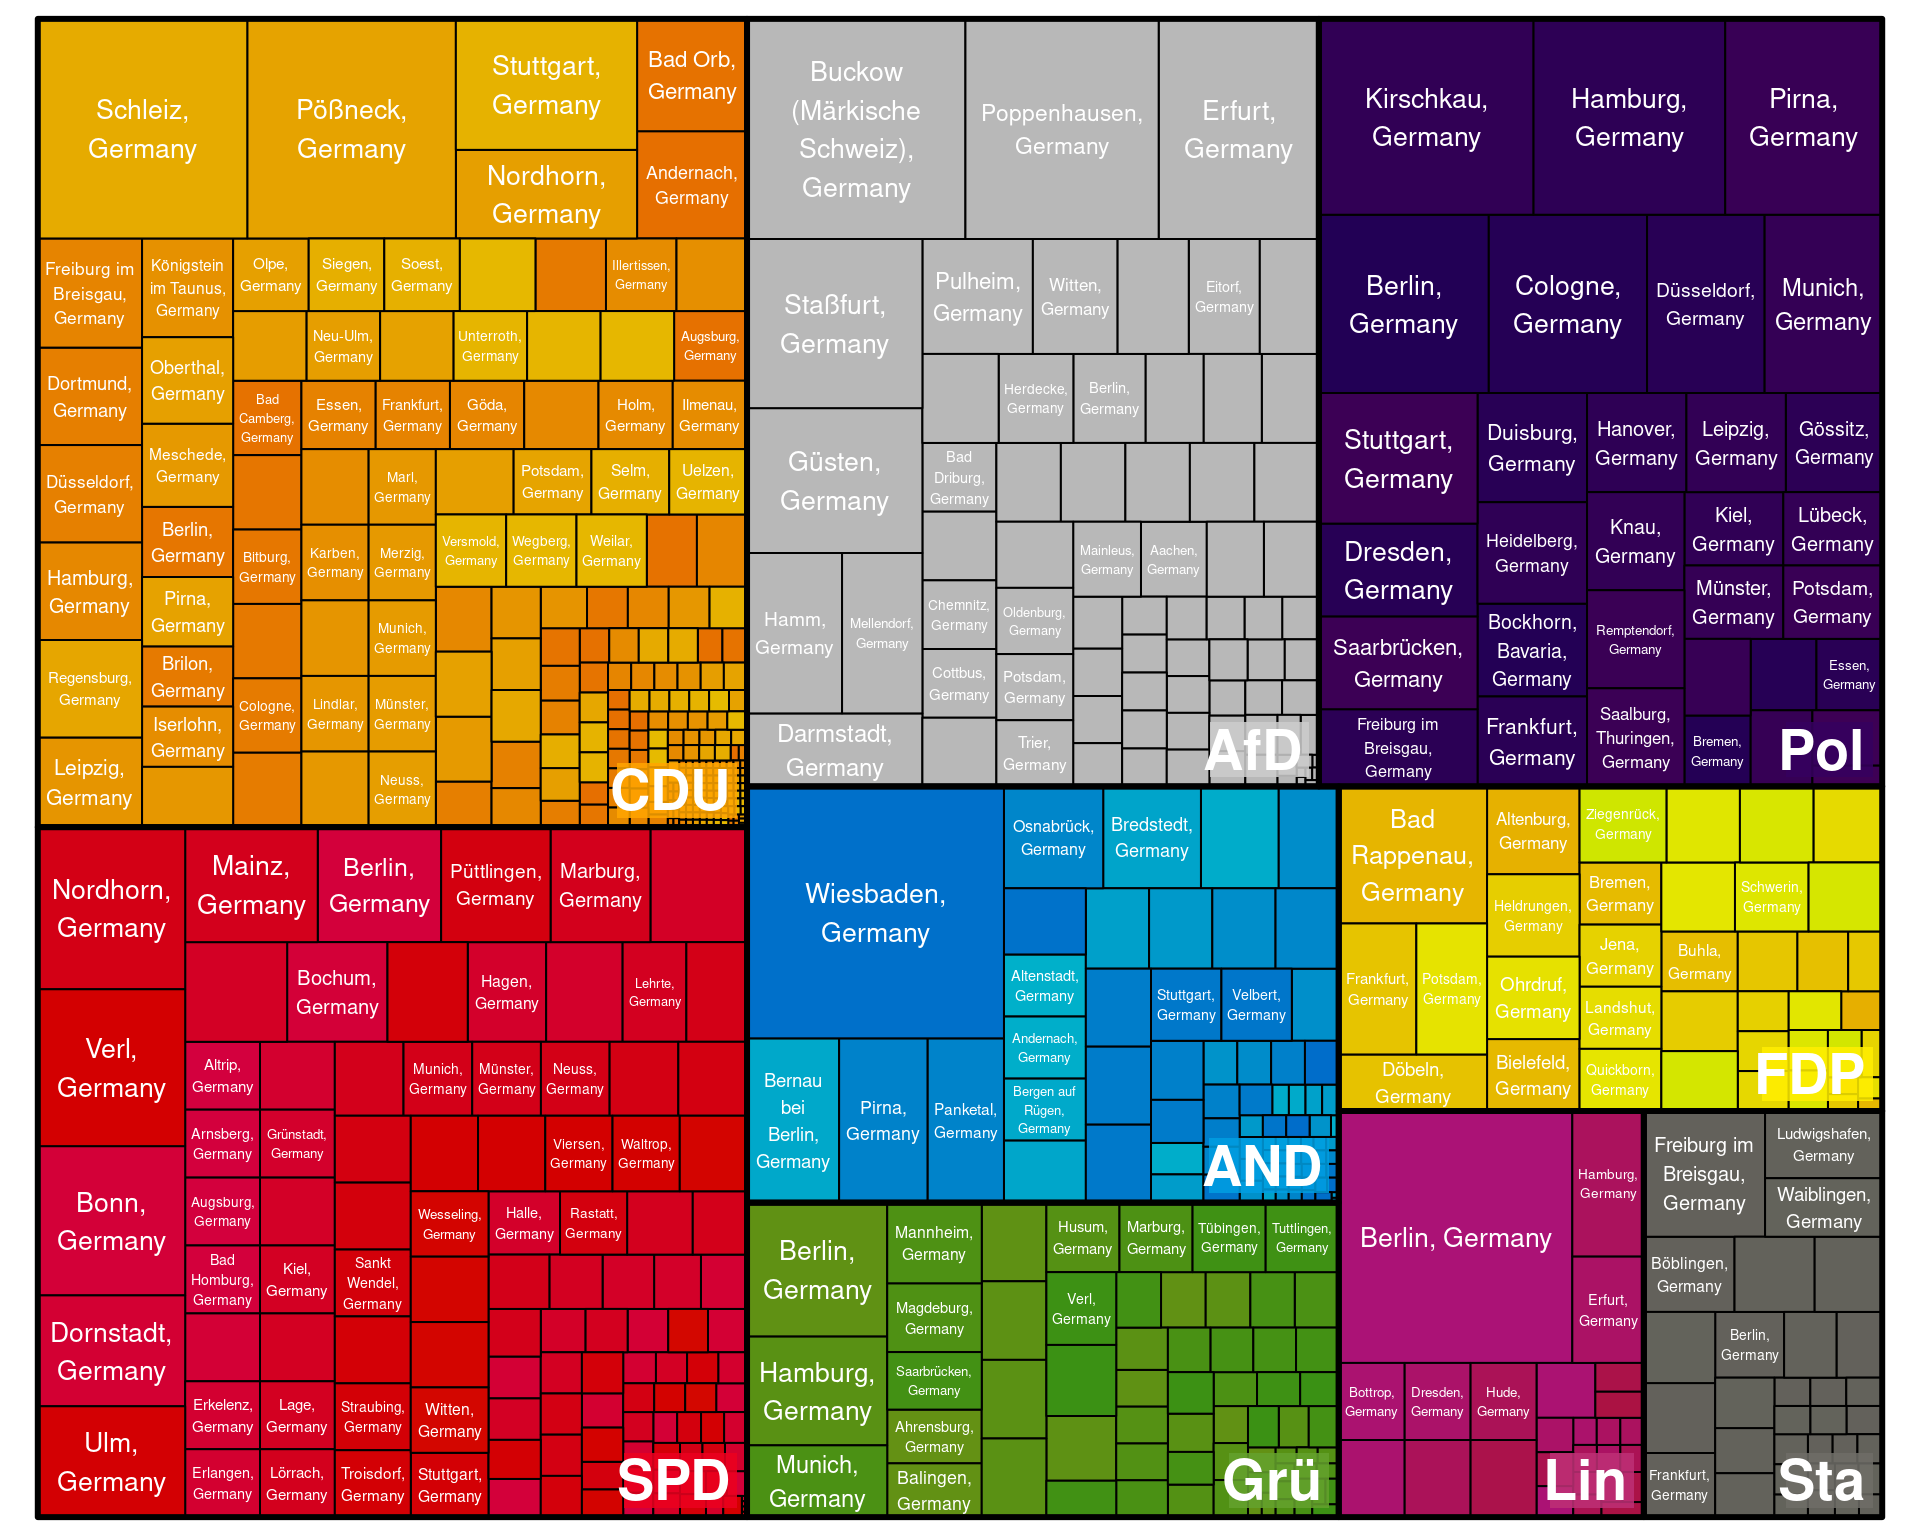 Schleiz,
Germany
Pößneck,
Germany
Stuttgart,
Germany
Nordhorn,
Germany
Bad Orb,
Germany
Andernach,
Germany
Freiburg im
Breisgau,
Germany
Dortmund,
Germany
Düsseldorf,
Germany
Hamburg,
Germany
Regensburg,
Germany
Leipzig,
Germany
Königstein
im Taunus,
Germany
Oberthal,
Germany
Meschede,
Germany
Berlin,
Germany
Pirna,
Germany
Brilon,
Germany
Iserlohn,
Germany
Olpe,
Germany
Siegen,
Germany
Soest,
Germany
Illertissen,
Germany
Neu-Ulm,
Germany
Unterroth,
Germany
Augsburg,
Germany
Bad
Camberg,
Germany
Essen,
Germany
Frankfurt,
Germany
Göda,
Germany
Holm,
Germany
Ilmenau,
Germany
Bitburg,
Germany
Cologne,
Germany
Marl,
Germany
Karben,
Germany
Merzig,
Germany
Munich,
Germany
Lindlar,
Germany
Münster,
Germany
Neuss,
Germany
Potsdam,
Germany
Selm,
Germany
Uelzen,
Germany
Versmold,
Germany
Wegberg,
Germany
Weilar,
Germany
CDU
Buckow
(Märkische
Schweiz),
Germany
Poppenhausen,
Germany
Erfurt,
Germany
Staßfurt,
Germany
Güsten,
Germany
Hamm,
Germany
Mellendorf,
Germany
Darmstadt,
Germany
Pulheim,
Germany
Witten,
Germany
Eitorf,
Germany
Herdecke,
Germany
Berlin,
Germany
Bad
Driburg,
Germany
Chemnitz,
Germany
Cottbus,
Germany
Mainleus,
Germany
Aachen,
Germany
Oldenburg,
Germany
Potsdam,
Germany
Trier,
Germany
AfD
Kirschkau,
Germany
Hamburg,
Germany
Pirna,
Germany
Berlin,
Germany
Cologne,
Germany
Düsseldorf,
Germany
Munich,
Germany
Stuttgart,
Germany
Dresden,
Germany
Saarbrücken,
Germany
Freiburg im
Breisgau,
Germany
Duisburg,
Germany
Heidelberg,
Germany
Bockhorn,
Bavaria,
Germany
Frankfurt,
Germany
Hanover,
Germany
Leipzig,
Germany
Gössitz,
Germany
Knau,
Germany
Remptendorf,
Germany
Saalburg,
Thuringen,
Germany
Kiel,
Germany
Lübeck,
Germany
Münster,
Germany
Potsdam,
Germany
Essen,
Germany
Bremen,
Germany
Pol
Nordhorn,
Germany
Verl,
Germany
Bonn,
Germany
Dornstadt,
Germany
Ulm,
Germany
Mainz,
Germany
Berlin,
Germany
Püttlingen,
Germany
Marburg,
Germany
Bochum,
Germany
Hagen,
Germany
Lehrte,
Germany
Altrip,
Germany
Arnsberg,
Germany
Grünstadt,
Germany
Augsburg,
Germany
Bad
Homburg,
Germany
Kiel,
Germany
Erkelenz,
Germany
Lage,
Germany
Erlangen,
Germany
Lörrach,
Germany
Munich,
Germany
Münster,
Germany
Neuss,
Germany
Viersen,
Germany
Waltrop,
Germany
Sankt
Wendel,
Germany
Straubing,
Germany
Troisdorf,
Germany
Wesseling,
Germany
Witten,
Germany
Stuttgart,
Germany
Halle,
Germany
Rastatt,
Germany
SPD
Wiesbaden,
Germany
Bernau
bei
Berlin,
Germany
Pirna,
Germany
Panketal,
Germany
Osnabrück,
Germany
Bredstedt,
Germany
Altenstadt,
Germany
Andernach,
Germany
Bergen auf
Rügen,
Germany
Stuttgart,
Germany
Velbert,
Germany
AND
Berlin,
Germany
Hamburg,
Germany
Munich,
Germany
Mannheim,
Germany
Magdeburg,
Germany
Saarbrücken,
Germany
Ahrensburg,
Germany
Balingen,
Germany
Husum,
Germany
Marburg,
Germany
Tübingen,
Germany
Tuttlingen,
Germany
Verl,
Germany
Grü
Bad
Rappenau,
Germany
Frankfurt,
Germany
Potsdam,
Germany
Döbeln,
Germany
Altenburg,
Germany
Heldrungen,
Germany
Ohrdruf,
Germany
Bielefeld,
Germany
Ziegenrück,
Germany
Bremen,
Germany
Jena,
Germany
Landshut,
Germany
Quickborn,
Germany
Schwerin,
Germany
Buhla,
Germany
FDP
Berlin, Germany
Hamburg,
Germany
Erfurt,
Germany
Bottrop,
Germany
Dresden,
Germany
Hude,
Germany
Lin
Freiburg im
Breisgau,
Germany
Ludwigshafen,
Germany
Waiblingen,
Germany
Böblingen,
Germany
Berlin,
Germany
Frankfurt,
Germany
Sta